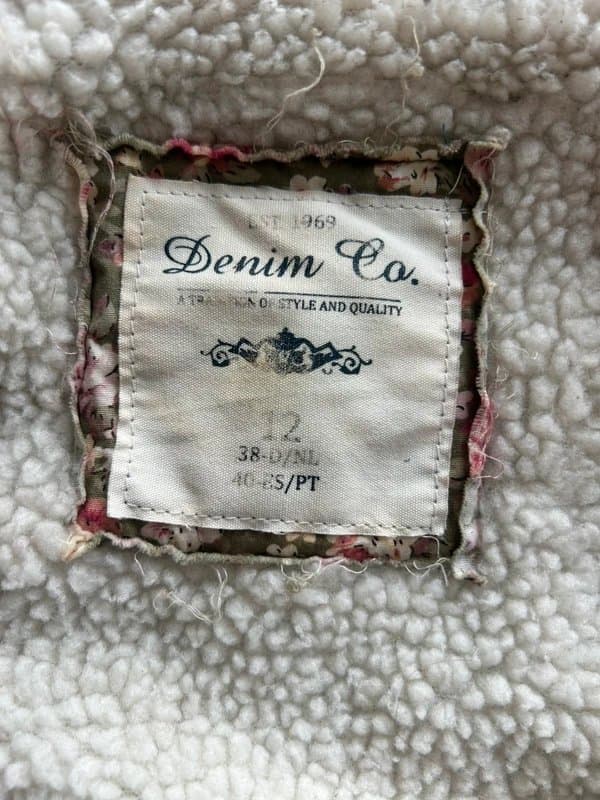 EST 1969
Denim Co.
A TRADITION OF STYLE AND QUALITY
12
38-D/NL
40-ES/PT